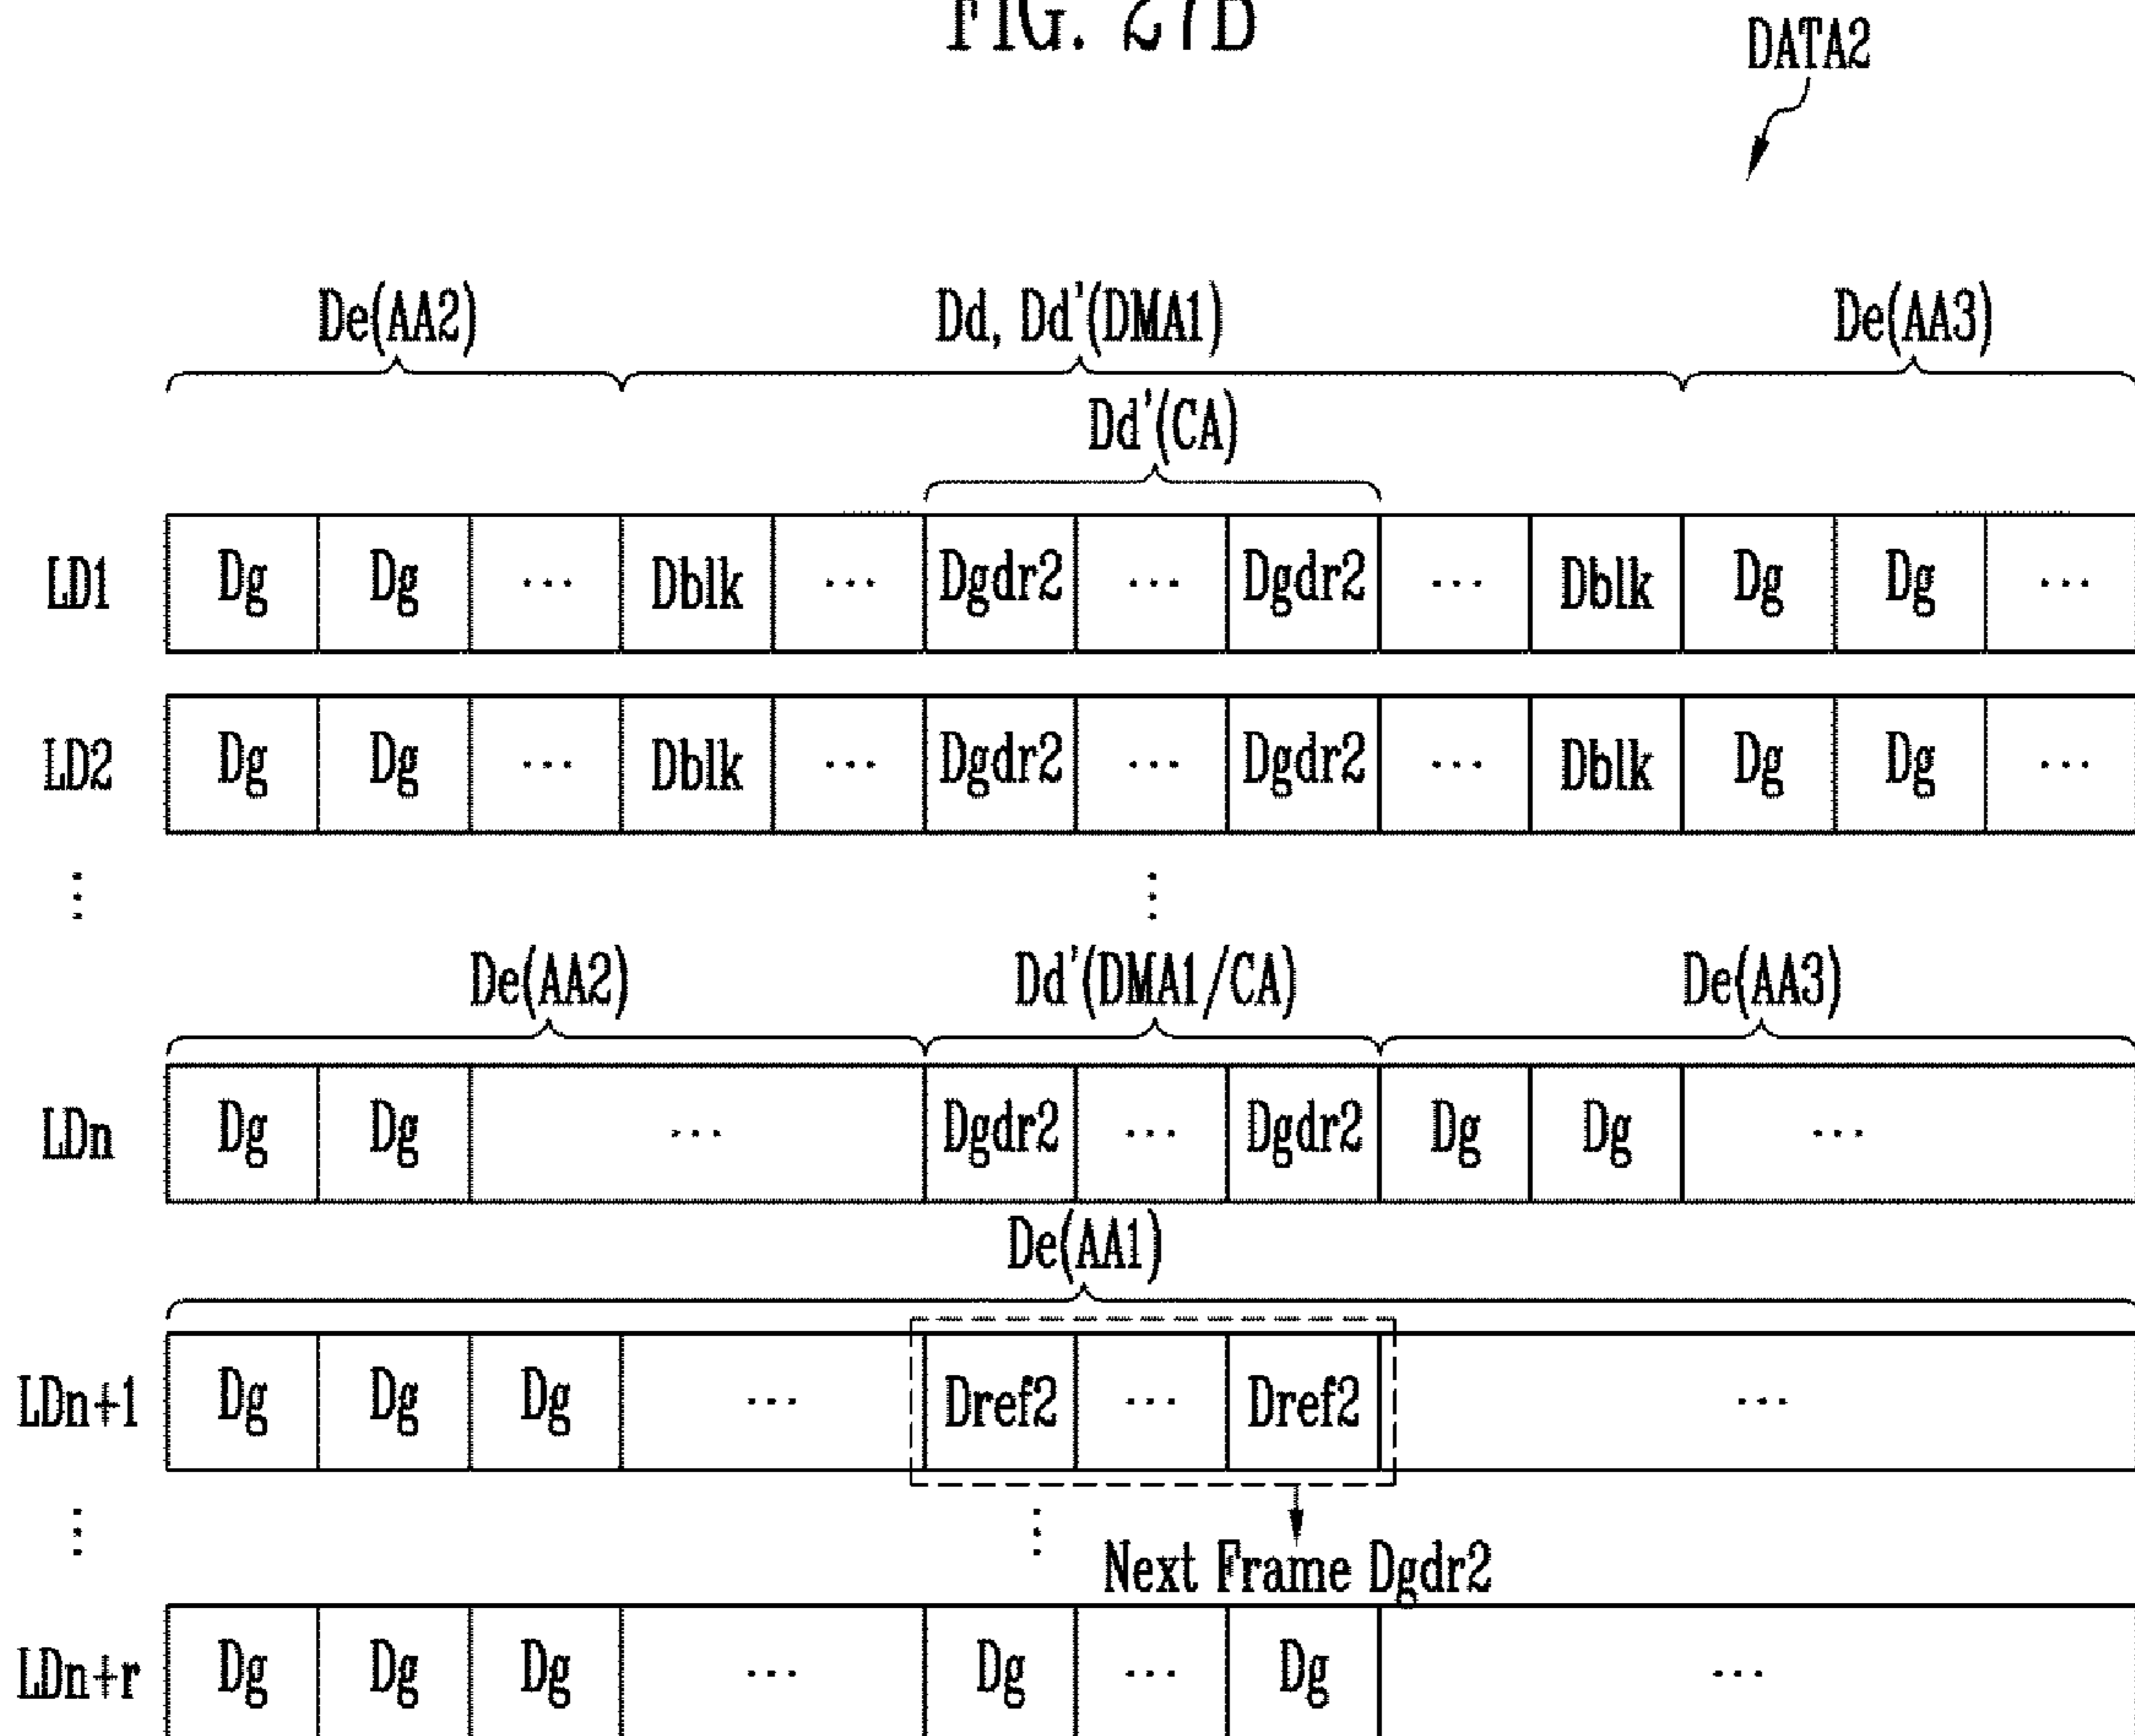 FIG. 27B
DATA2
De(AA2) Dd, Dd'(DMA1) De(AA3)
Dd'(CA)
LD1 Dg Dg ... Dblk ... Dgdr2 ... Dgdr2 ... Dblk Dg Dg ...
LD2 Dg Dg ... Dblk ... Dgdr2 ... Dgdr2 ... Dblk Dg Dg ...
De(AA2) Dd'(DMA1/CA) De(AA3)
LDn Dg Dg ... Dgdr2 ... Dgdr2 Dg Dg ...
De(AA1)
LDn+1 Dg Dg Dg ... Dref2 ... Dref2 ...
Next Frame Dgdr2
LDn+r Dg Dg Dg ... Dg ... Dg ...